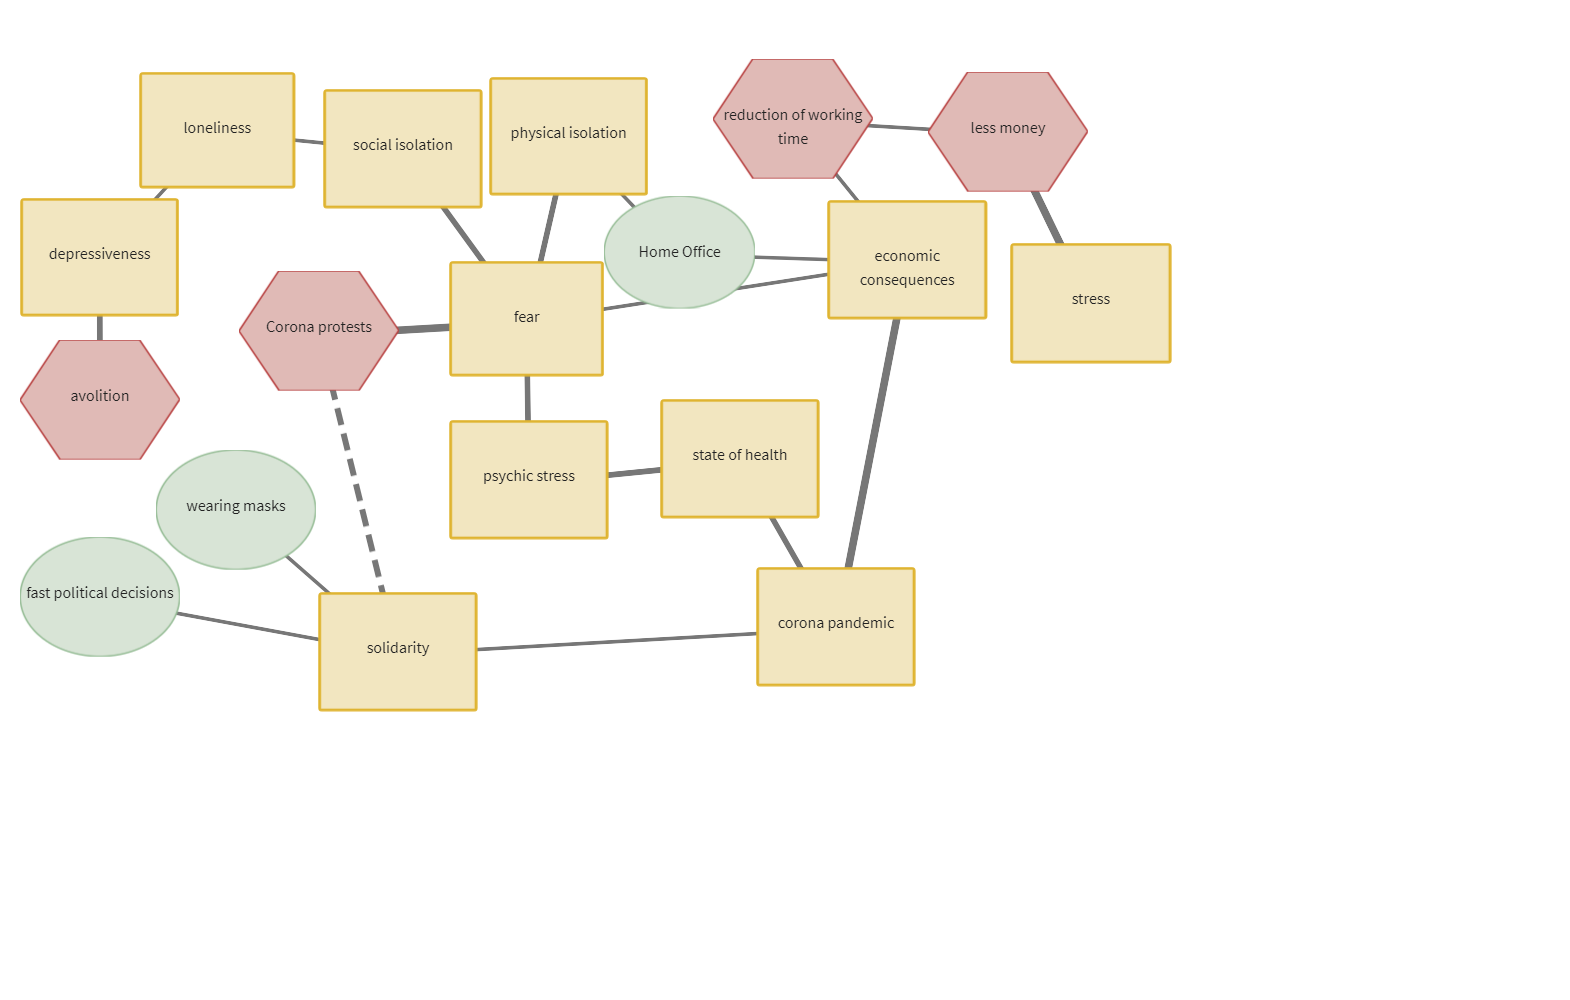 reduction of working
time
less money
loneliness
physical isolation
social isolation
depressiveness
Home Office
economic
consequences
stress
fear
Corona protests
avolition
state of health
psychic stress
wearing masks
fast political decisions
corona pandemic
solidarity